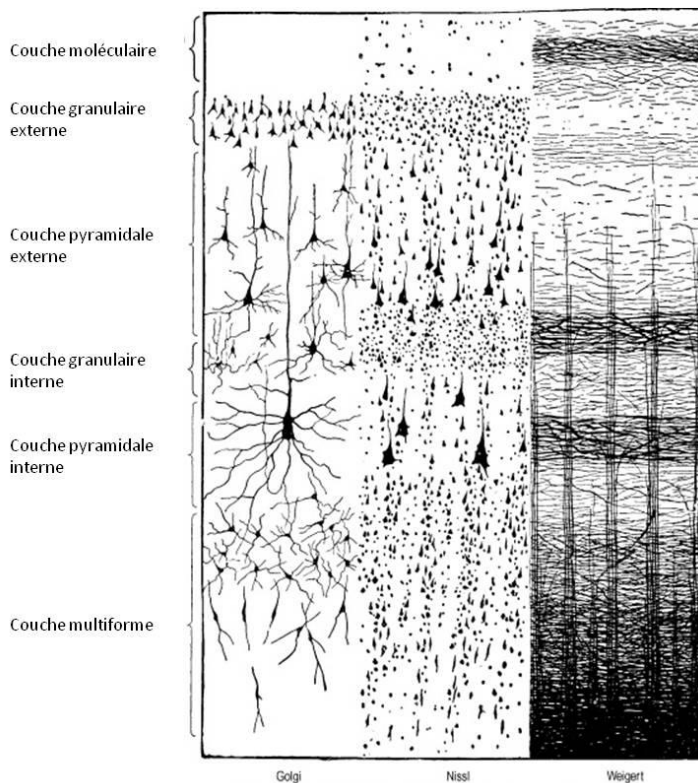 Couche moléculaire
Couche granulaire
externe
Couche pyramidale
externe
Couche granulaire
interne
Couche pyramidale
interne
Couche multiforme
Golgi
Nissl
Weigert